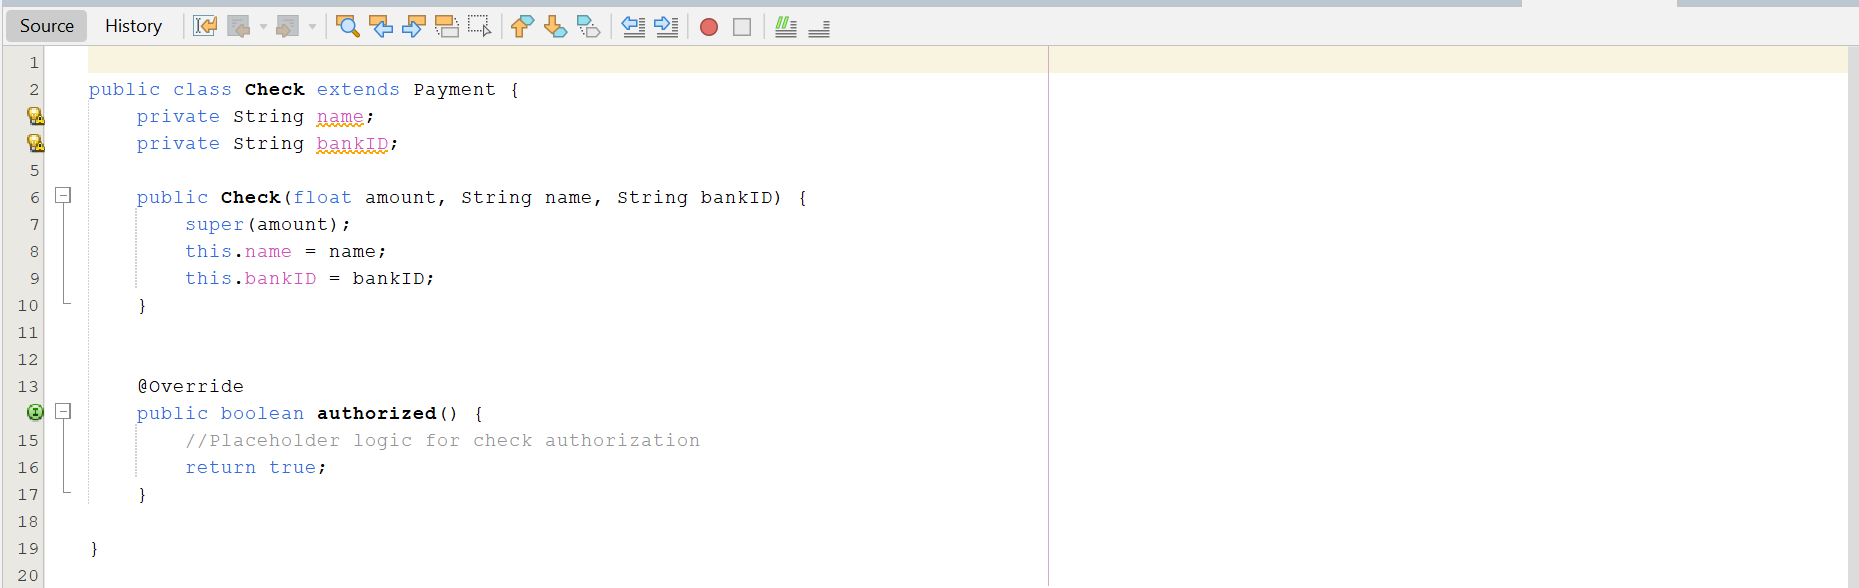 Source History
1
2 public class Check extends Payment {
private String name;
private String bankID;
5
6 public Check(float amount, String name, String bankID) {
7 super(amount);
8 this.name = name;
9 this.bankID = bankID;
10 }
11
12
13 @Override
public boolean authorized() {
15 //Placeholder logic for check authorization
16 return true;
17 }
18
19 }
20